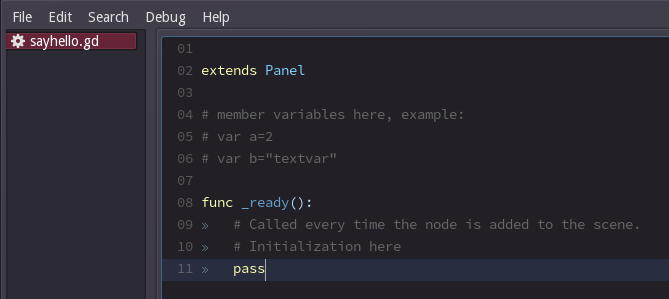 File Edit Search Debug Help
sayhello.gd
01
02 extends Panel
03
04 # member variables here, example:
05 # var a=2
06 # var b="textvar"
07
08 func _ready():
09 » # Called every time the node is added to the scene.
10 » # Initialization here
11 » pass